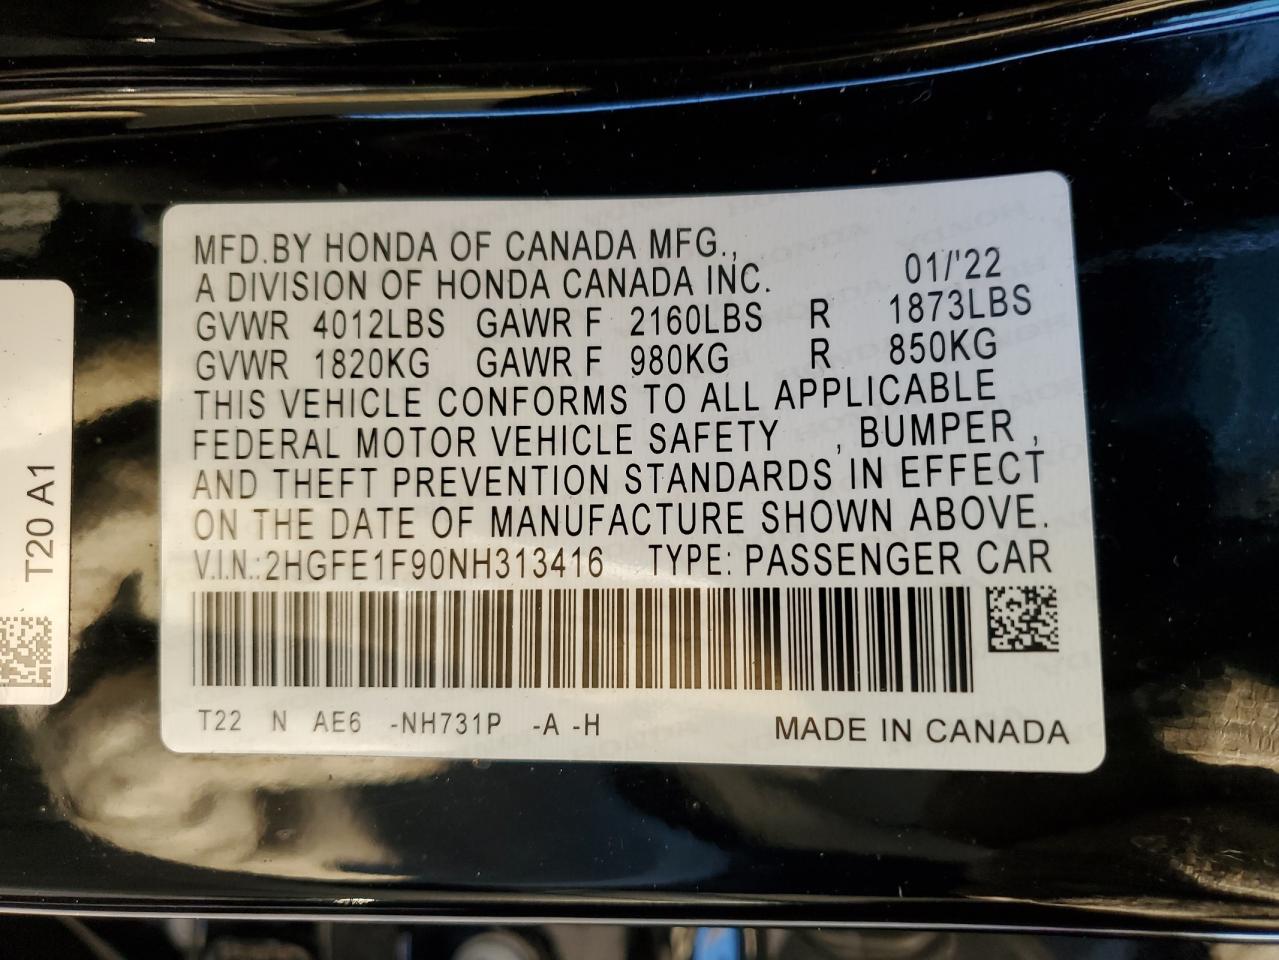 MFD.BY HONDA OF CANADA MFG.,
A DIVISION OF HONDA CANADA INC. 01/'22
GVWR 4012LBS GAWR F 2160LBS R 1873LBS
GVWR 1820KG GAWR F 980KG R 850KG
THIS VEHICLE CONFORMS TO ALL APPLICABLE
FEDERAL MOTOR VEHICLE SAFETY , BUMPER ,
AND THEFT PREVENTION STANDARDS IN EFFECT
ON THE DATE OF MANUFACTURE SHOWN ABOVE.
V.I.N.:2HGFE1F90NH313416 TYPE: PASSENGER CAR
T22 N AE6 -NH731P -A -H MADE IN CANADA
T20 A1